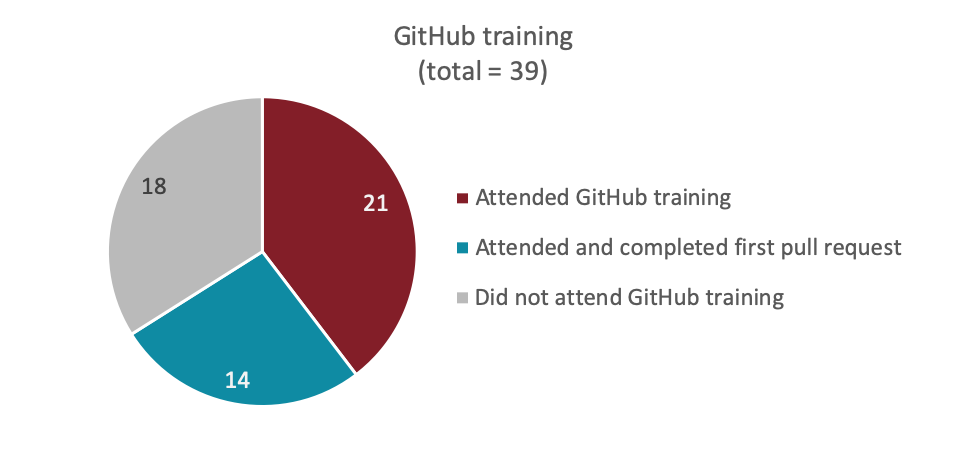 GitHub training
(total = 39)
18
21
14
Attended GitHub training
Attended and completed first pull request
Did not attend GitHub training